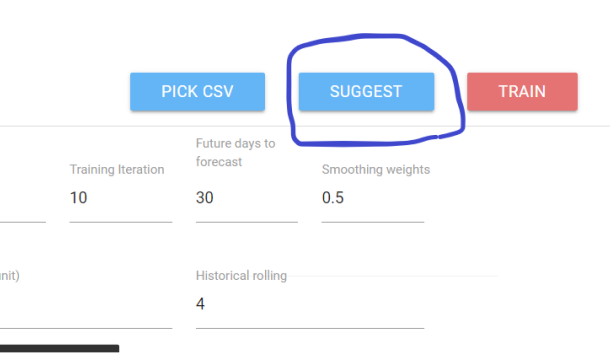 PICK CSV
SUGGEST
TRAIN
Future days to
forecast
Training Iteration
Smoothing weights
10
30
0.5
Historical rolling
4